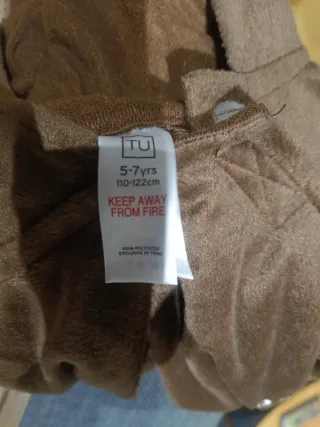 TU
5-7yrs
110-122cm
KEEP AWAY
FROM FIRE
100% POLYESTER
EXCLUSIVE OF TRIMS